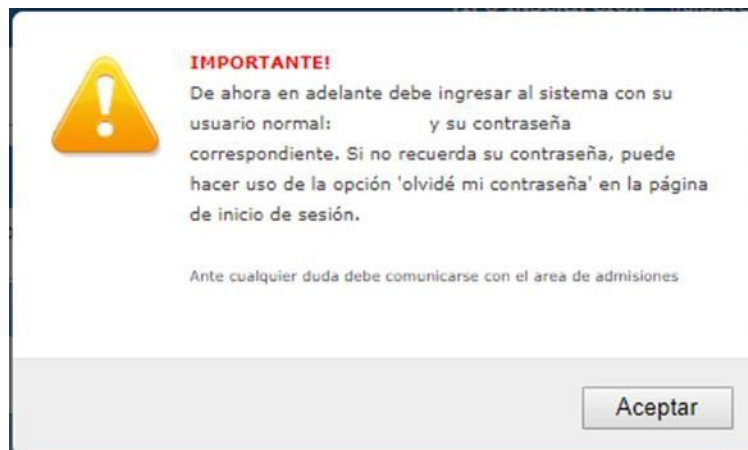 IMPORTANTE!
De ahora en adelante debe ingresar al sistema con su
usuario normal: y su contraseña
correspondiente. Si no recuerda su contraseña, puede
hacer uso de la opción 'olvidé mi contraseña' en la página
de inicio de sesión.
Ante cualquier duda debe comunicarse con el area de admisiones
Aceptar